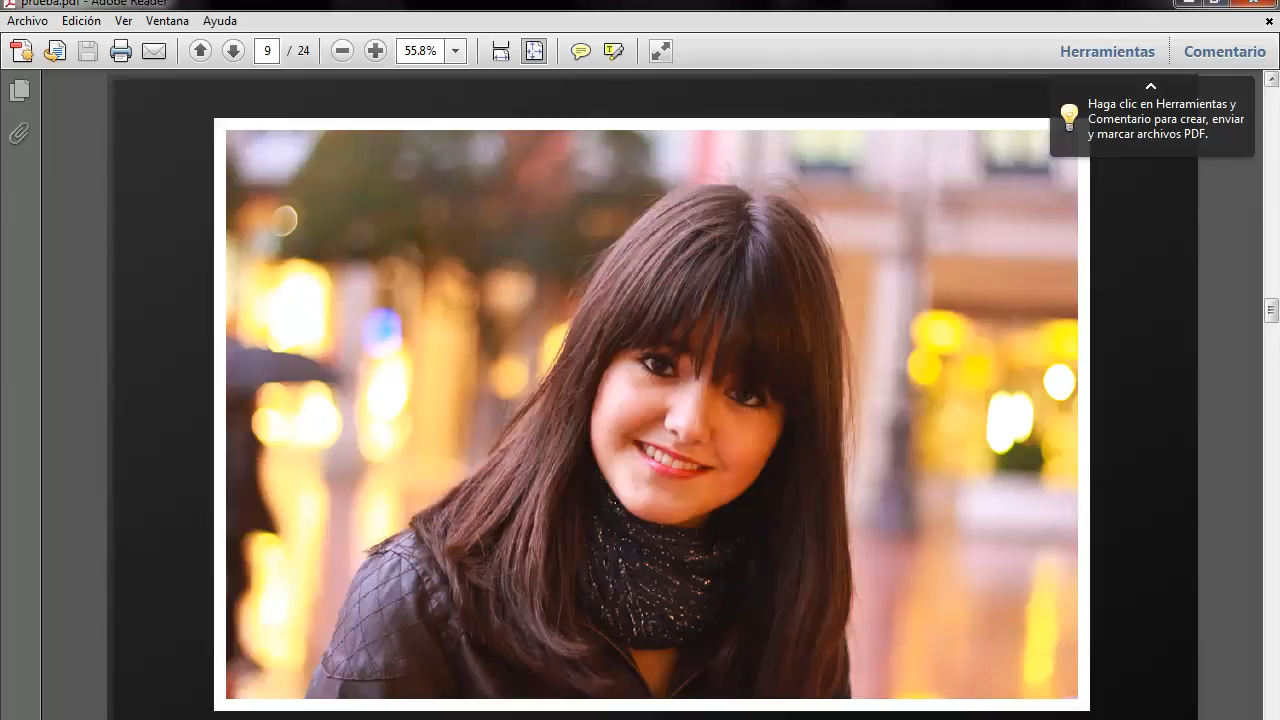 prueba.pdf - Adobe Reader
Archivo Edición Ver Ventana Ayuda
9 / 24 55.8% Herramientas Comentario
Haga clic en Herramientas y
Comentario para crear, enviar
y marcar archivos PDF.